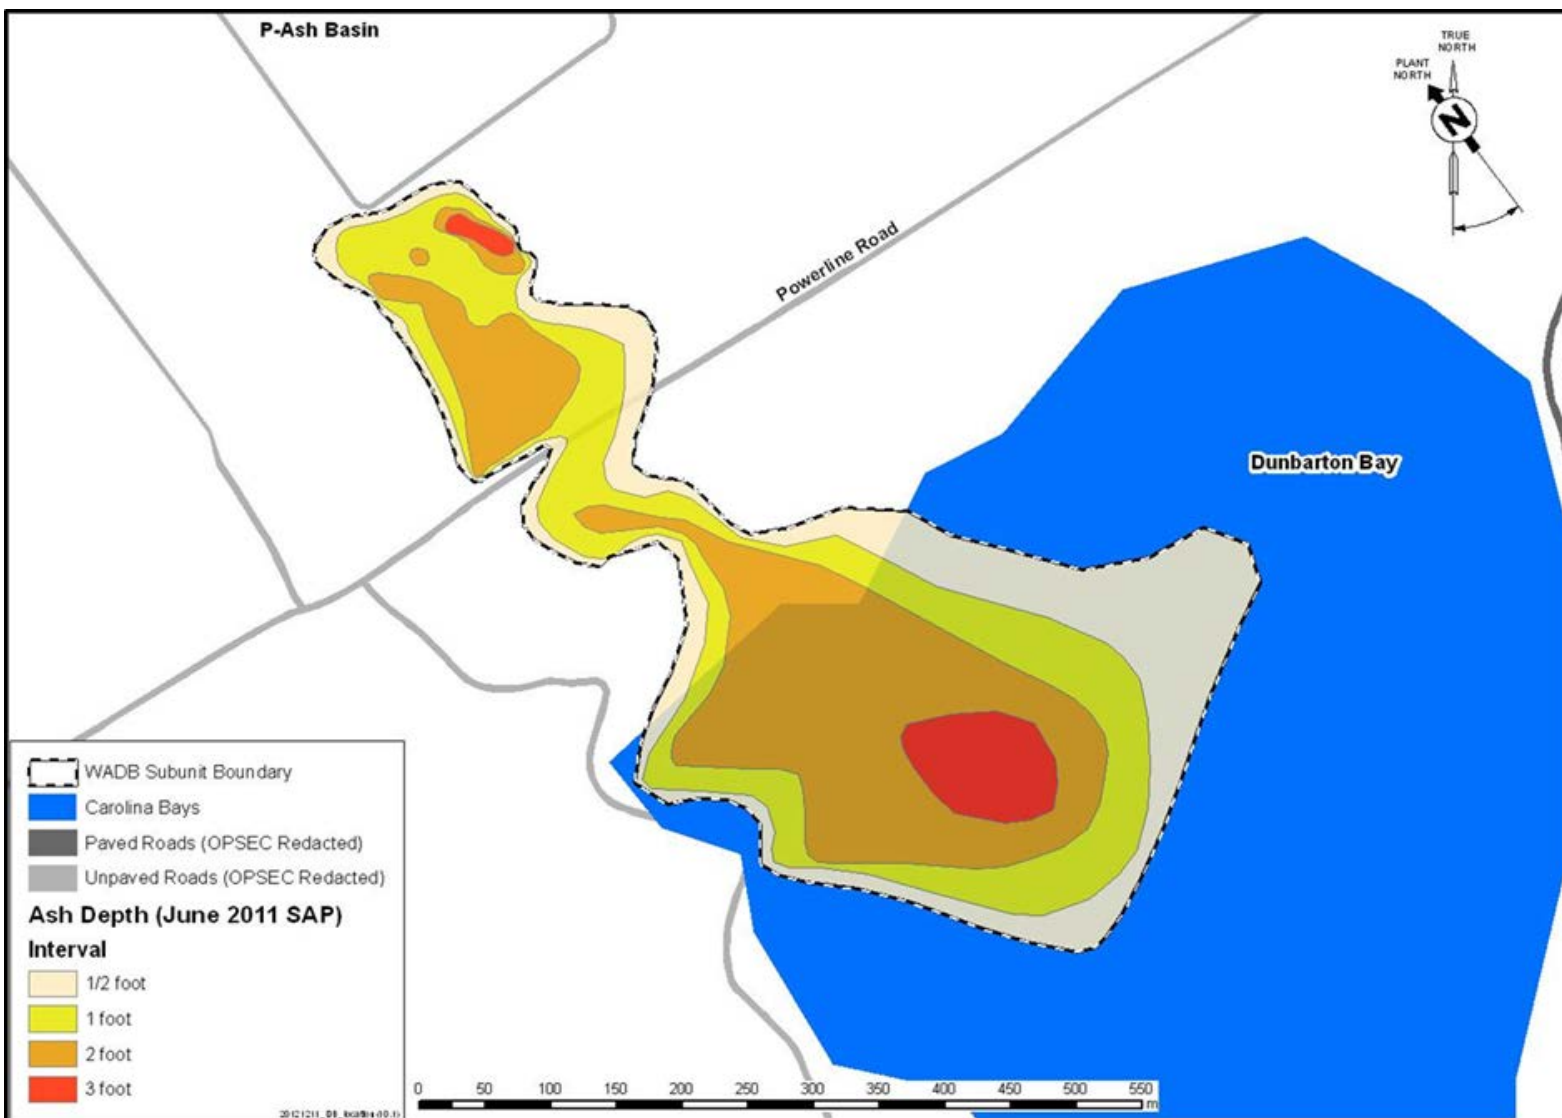 P-Ash Basin
TRUE
NORTH
PLANT
NORTH
N
Powerline Road
Dunbarton Bay
WADB Subunit Boundary
Carolina Bays
Paved Roads (OPSEC Redacted)
Unpaved Roads (OPSEC Redacted)
Ash Depth (June 2011 SAP)
Interval
1/2 foot
1 foot
2 foot
3 foot
0 50 100 150 200 250 300 350 400 450 500 550
m